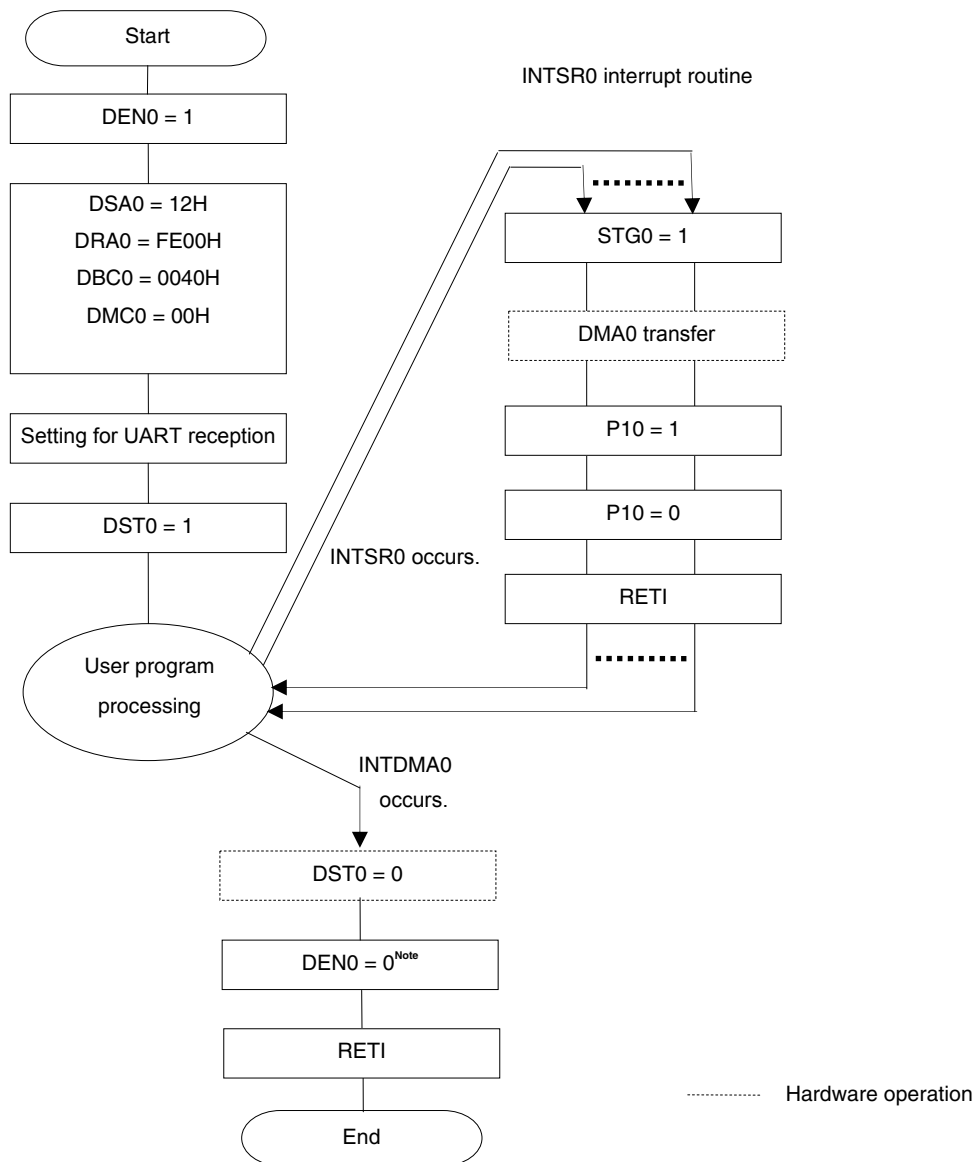 Start
DEN0 = 1
DSA0 = 12H
DRA0 = FE00H
DBC0 = 0040H
DMC0 = 00H
Setting for UART reception
DST0 = 1
User program
processing
INTSR0 interrupt routine
STG0 = 1
DMA0 transfer
P10 = 1
P10 = 0
RETI
INTSR0 occurs.
INTDMA0
occurs.
DST0 = 0
DEN0 = 0Note
RETI
End
Hardware operation